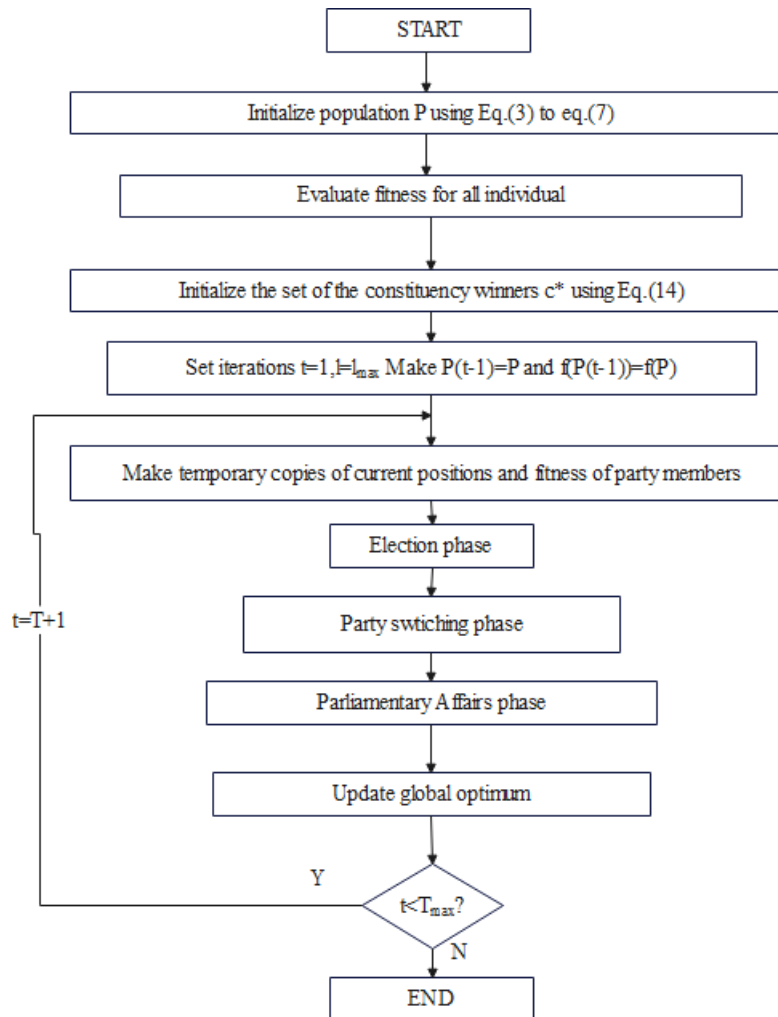 START
Initialize population P using Eq.(3) to eq.(7)
Evaluate fitness for all individual
Initialize the set of the constituency winners c* using Eq.(14)
Set iterations t=1,l=lmax Make P(t-1)=P and f(P(t-1))=f(P)
Make temporary copies of current positions and fitness of party members
Election phase
t=T+1
Party swtiching phase
Parliamentary Affairs phase
Update global optimum
Y
t<Tmax?
N
END